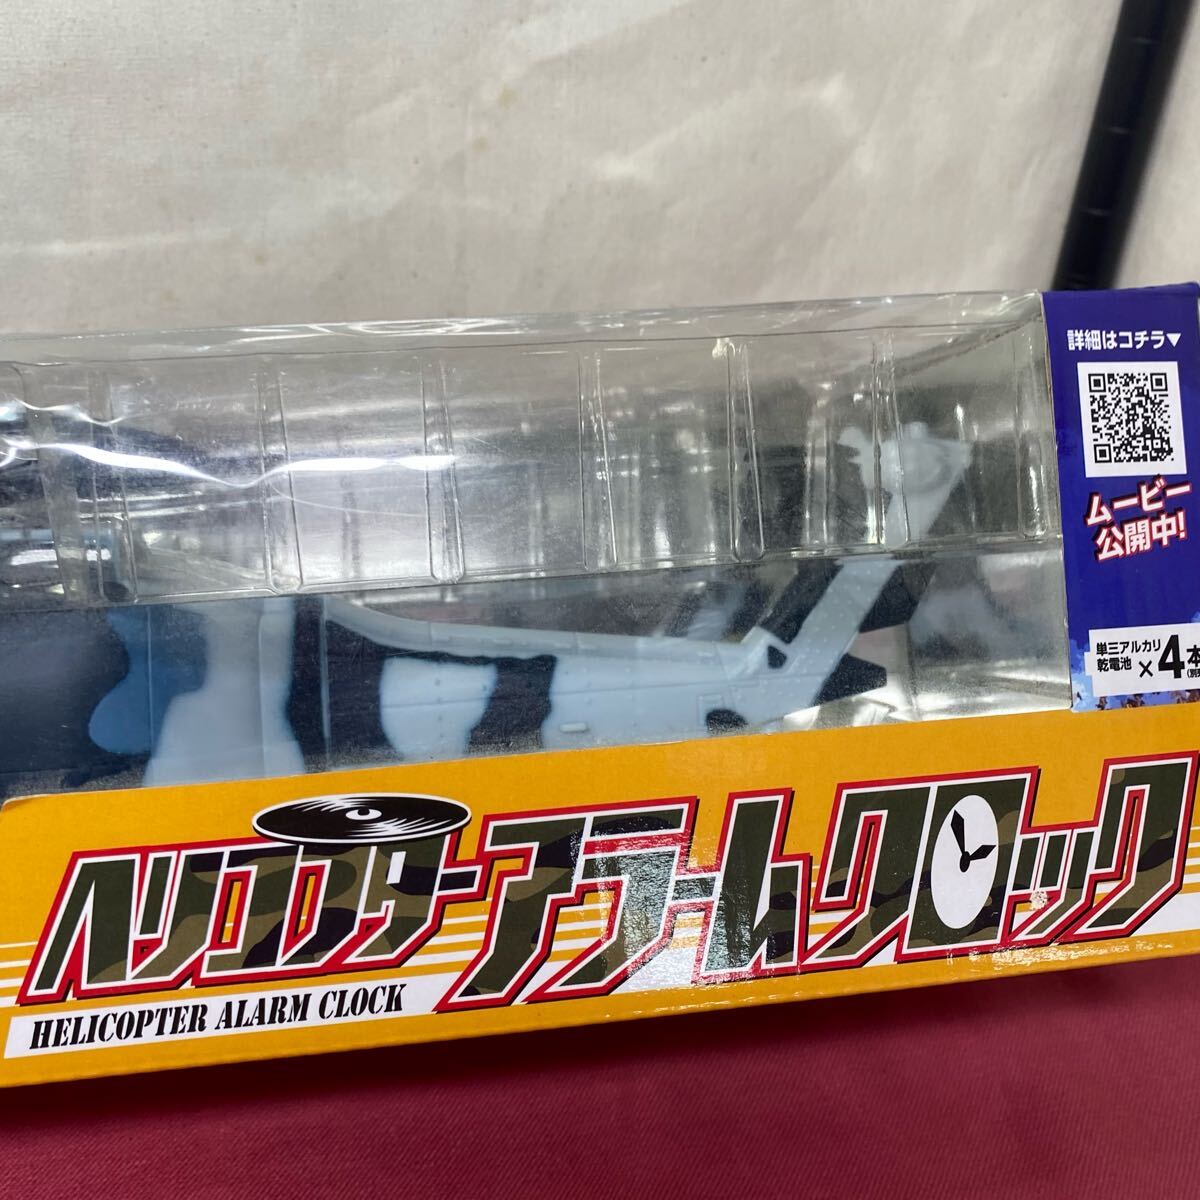 詳細はコチラ▼
ムービー
公開中!
単三アルカリ
乾電池
×4本
ヘリコプターアラームクロック
HELICOPTER ALARM CLOCK